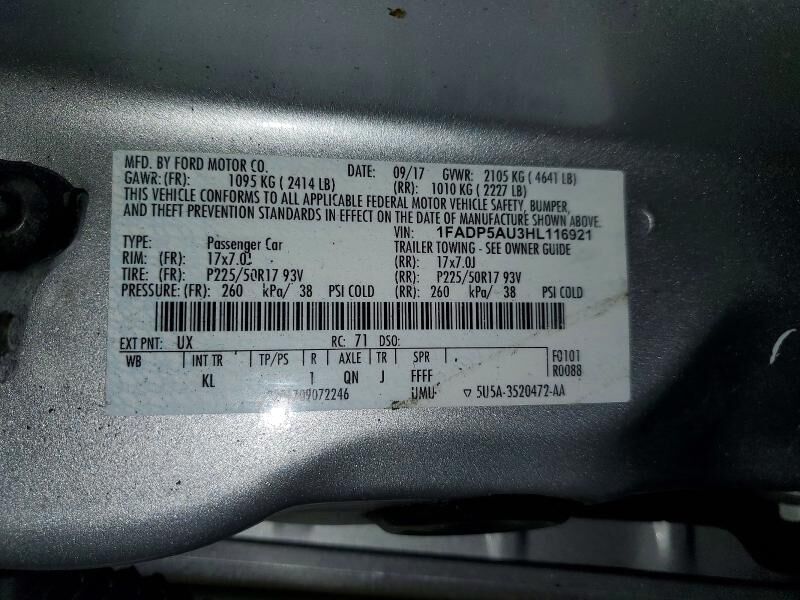 MFD. BY FORD MOTOR CO. DATE: 09/17 GVWR: 2105 KG ( 4641 LB)
GAWR: (FR): 1095 KG ( 2414 LB) (RR): 1010 KG ( 2227 LB)
THIS VEHICLE CONFORMS TO ALL APPLICABLE FEDERAL MOTOR VEHICLE SAFETY, BUMPER,
AND THEFT PREVENTION STANDARDS IN EFFECT ON THE DATE OF MANUFACTURE SHOWN ABOVE.
VIN: 1FADP5AU3HL116921
TYPE: Passenger Car TRAILER TOWING - SEE OWNER GUIDE
RIM: (FR): 17x7.0J (RR): 17x7.0J
TIRE: (FR): P225/50R17 93V (RR): P225/50R17 93V
PRESSURE: (FR): 260 kPa/ 38 PSI COLD (RR): 260 kPa/ 38 PSI COLD
EXT PNT: UX RC: 71 DSO:
WB INT TR TP/PS R AXLE TR SPR F0101
KL 1 QN J FFFF R0088
709072246 UMU ▽ 5U5A-3520472-AA